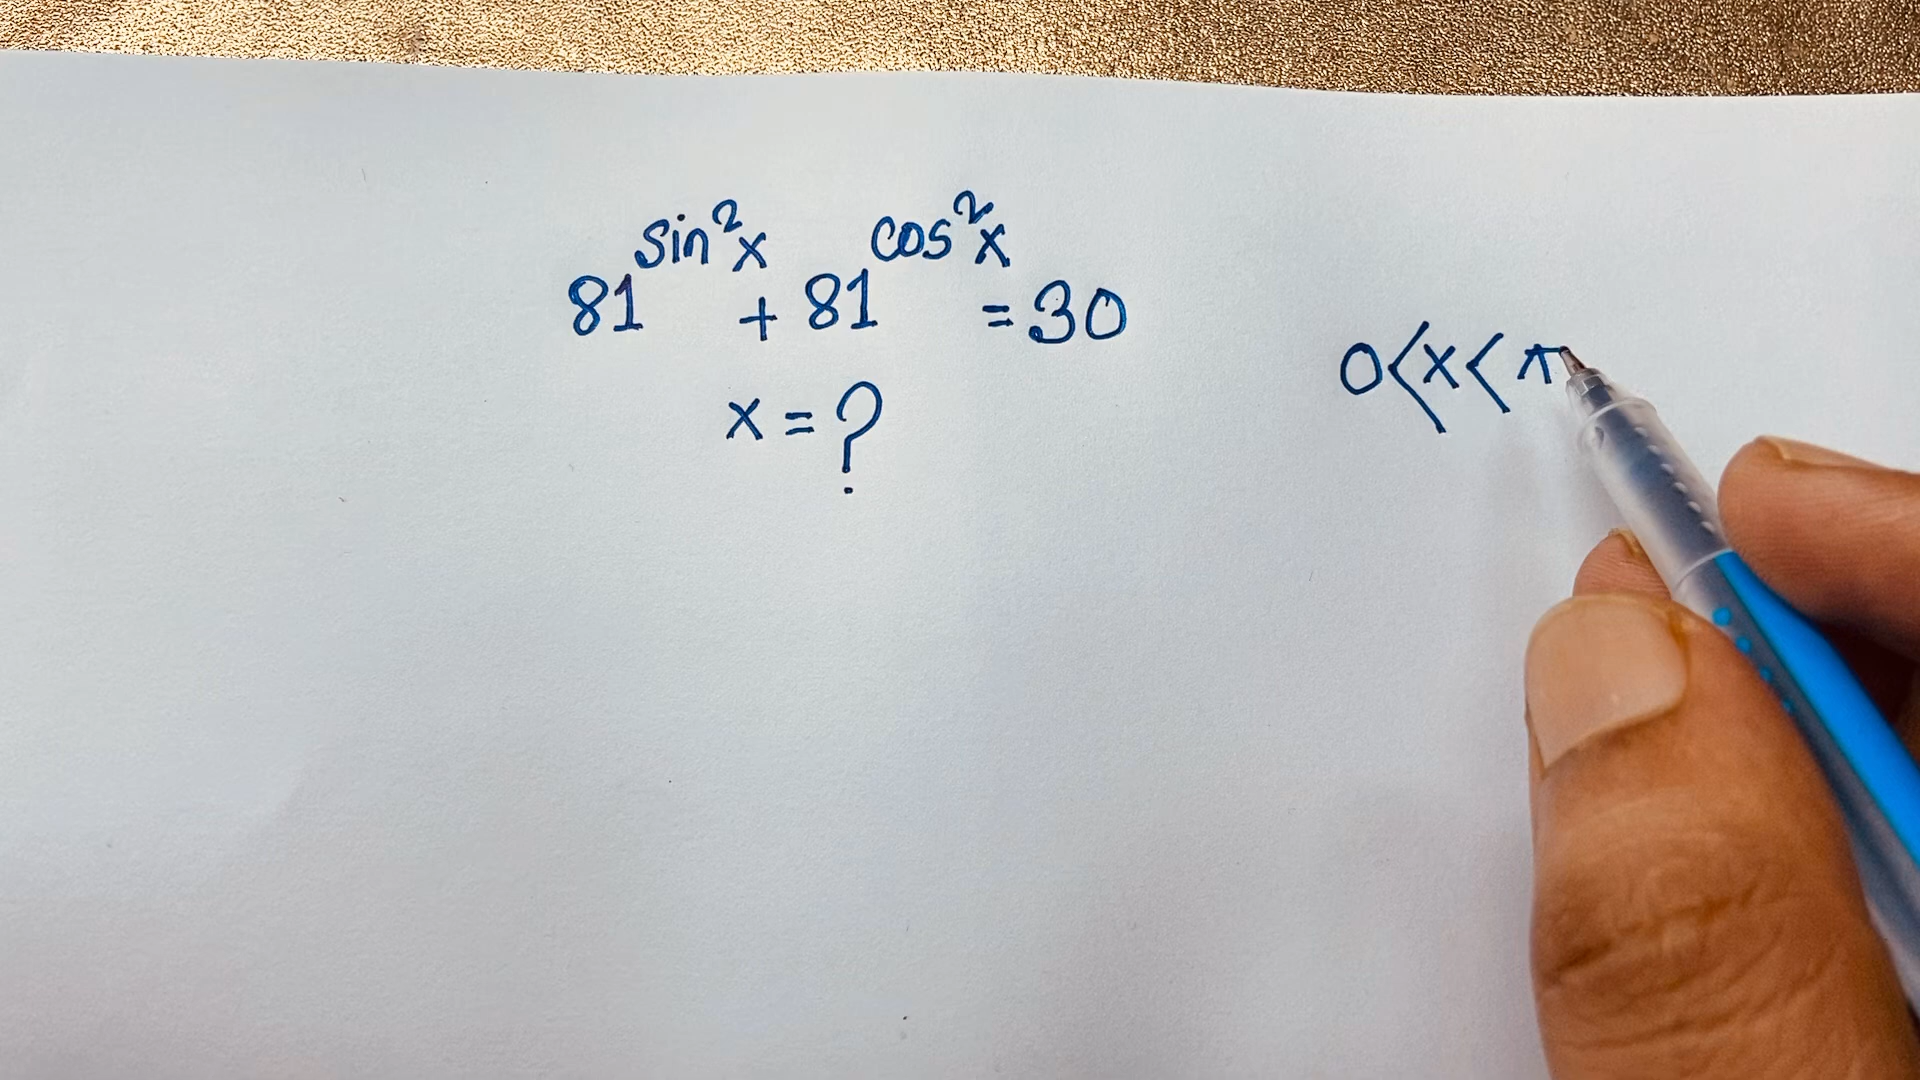 81^sin²x + 81^cos²x = 30
x = ?
0<x<π